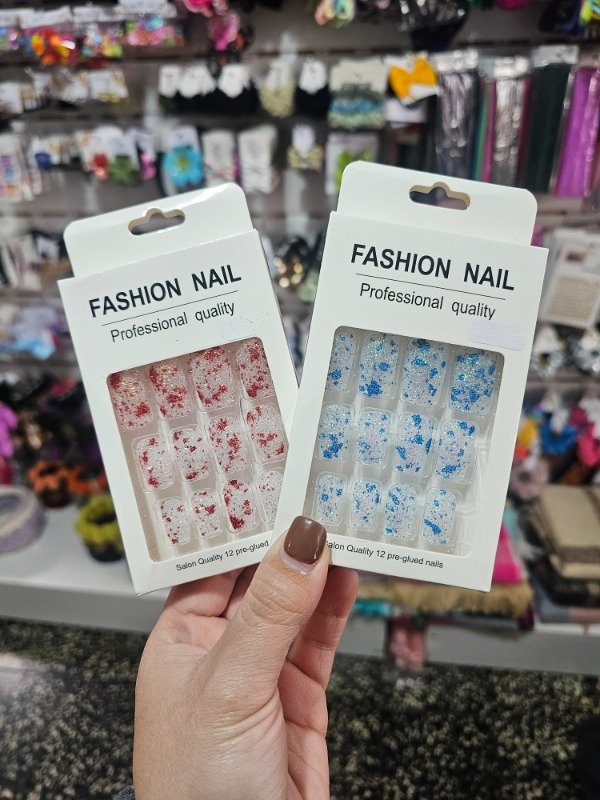 FASHION NAIL
Professional quality
Salon Quality 12 pre-glued
FASHION NAIL
Professional quality
Salon Quality 12 pre-glued nails